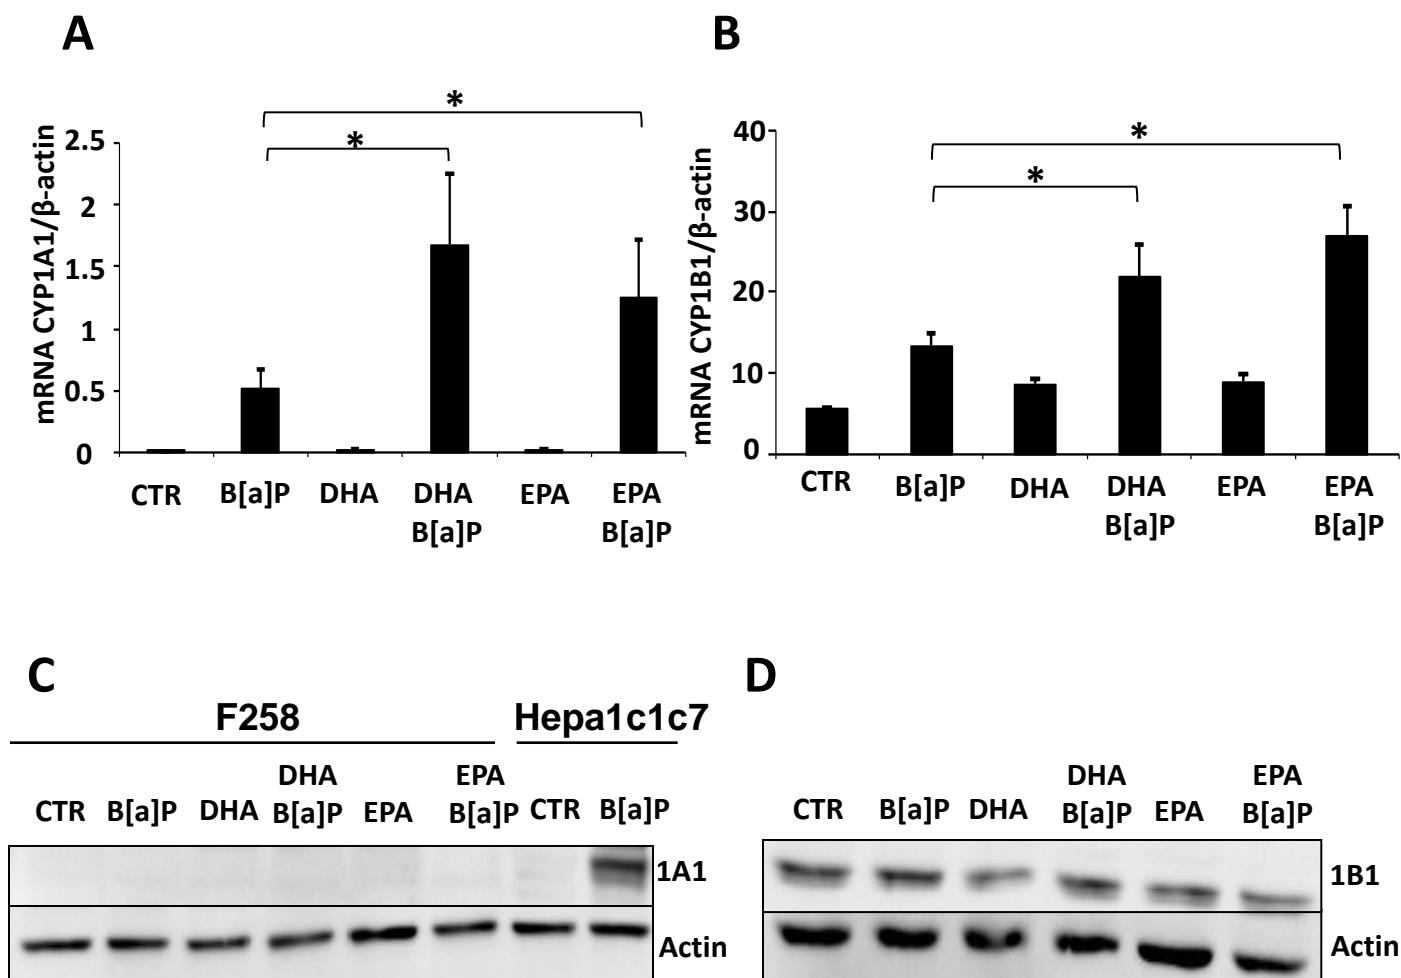 A
mRNA CYP1A1/β-actin
2.5
2
1.5
1
0.5
0
*
*
CTR
B[a]P
DHA
DHA
B[a]P
EPA
EPA
B[a]P
B
mRNA CYP1B1/β-actin
40
30
20
10
0
*
*
CTR
B[a]P
DHA
DHA
B[a]P
EPA
EPA
B[a]P
C
F258
Hepa1c1c7
CTR
B[a]P
DHA
DHA
B[a]P
EPA
EPA
B[a]P
CTR
B[a]P
1A1
Actin
D
CTR
B[a]P
DHA
DHA
B[a]P
EPA
EPA
B[a]P
1B1
Actin